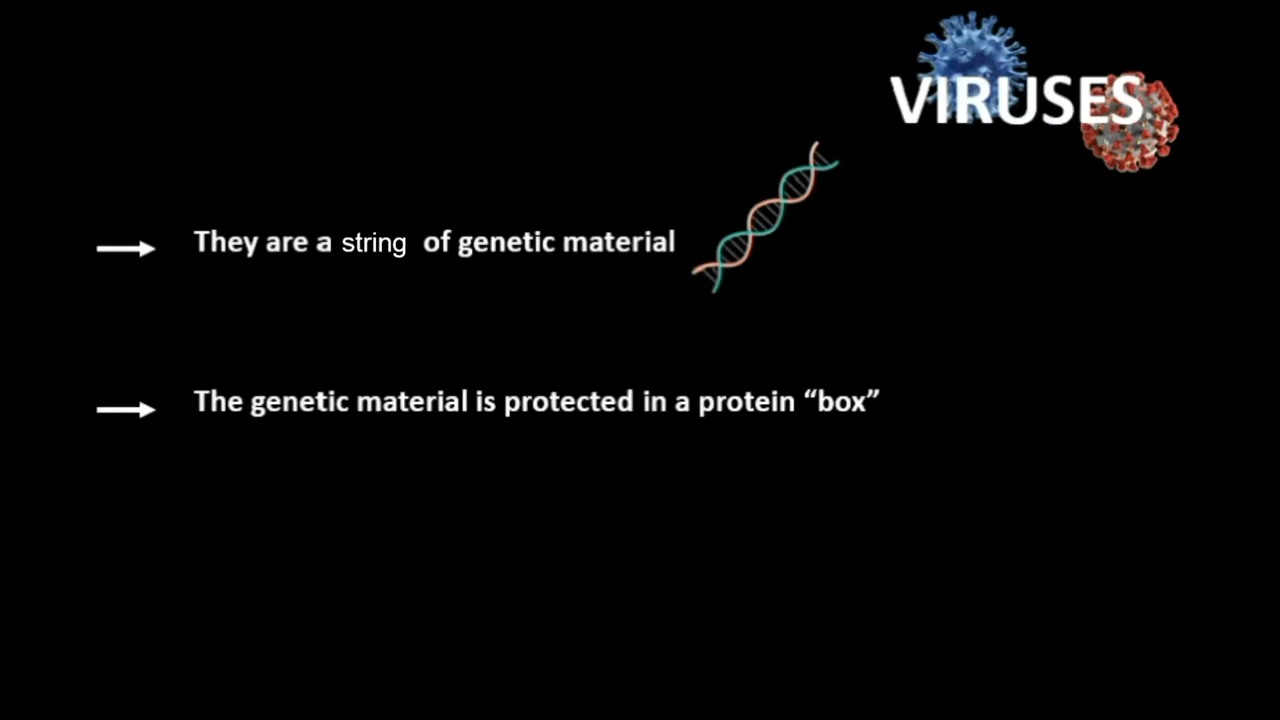 VIRUSES
They are a string of genetic material
The genetic material is protected in a protein “box”